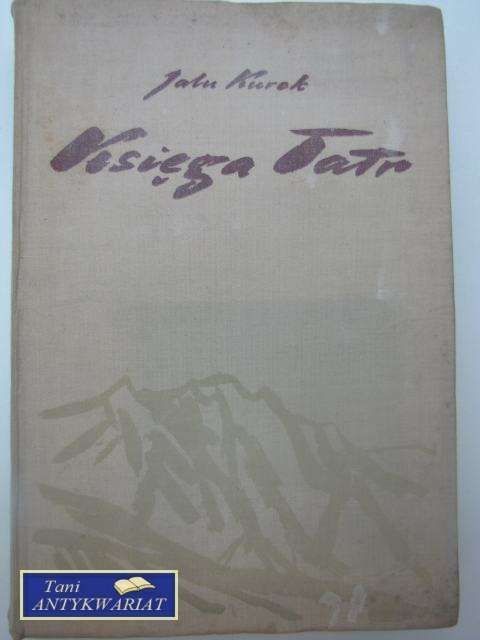 Jalu Kurek
Księga Tatr
Tani
ANTYKWARIAT